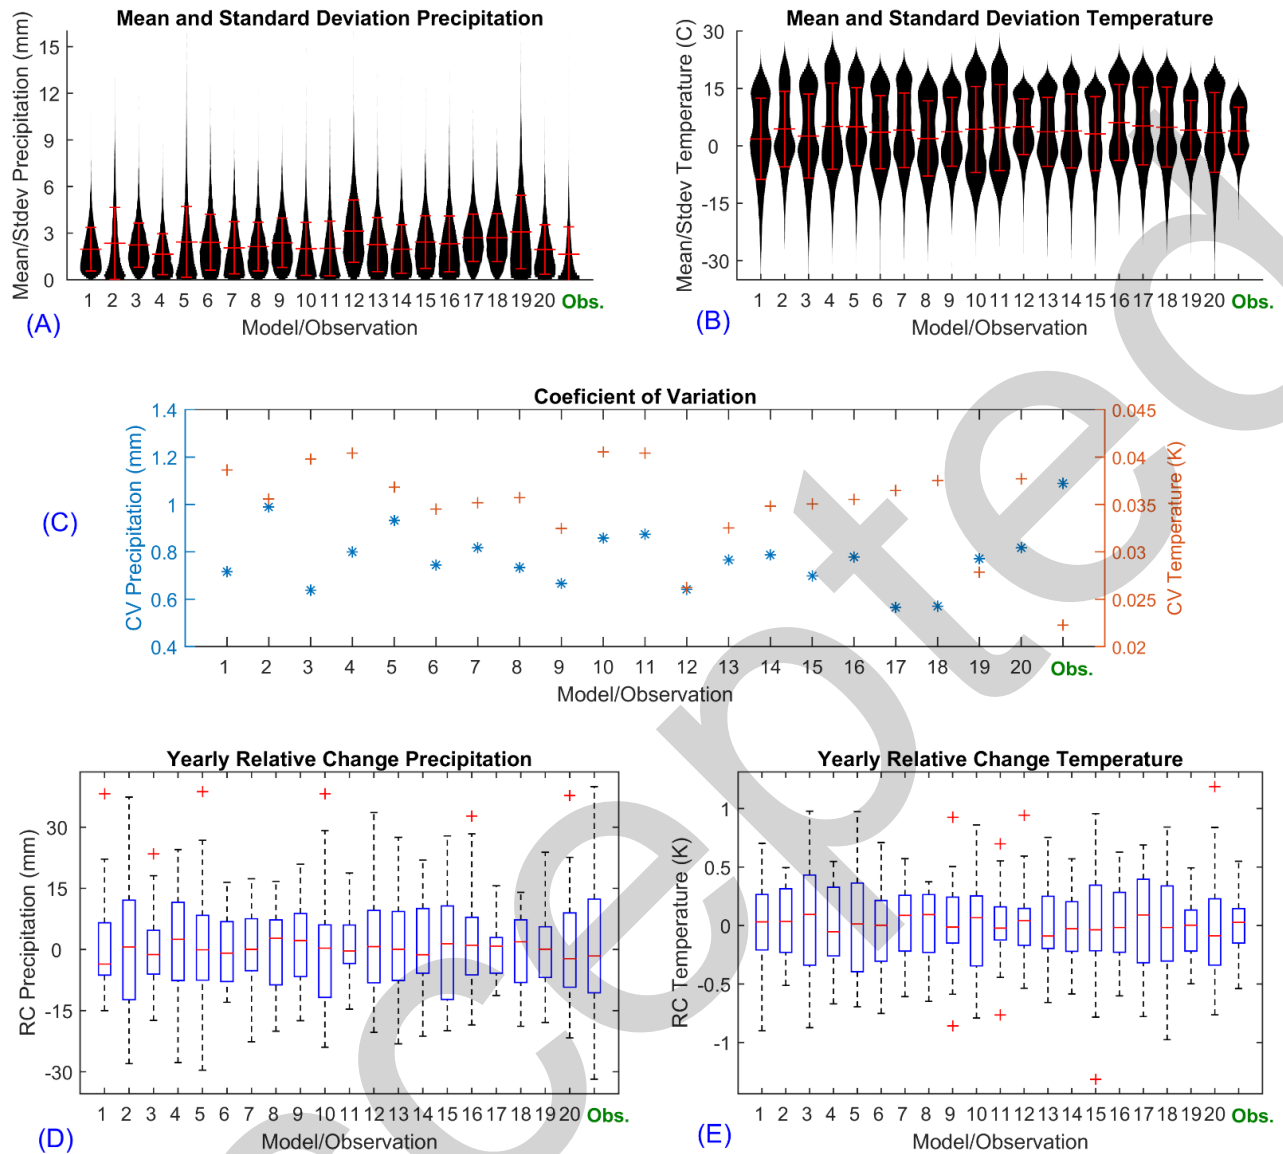 Mean and Standard Deviation Precipitation
Mean/Stdev Precipitation (mm)
15
12
9
6
3
0
1 2 3 4 5 6 7 8 9 10 11 12 13 14 15 16 17 18 19 20 Obs.
Model/Observation
(A)
Mean and Standard Deviation Temperature
Mean/Stdev Temperature (C)
30
15
0
-15
-30
1 2 3 4 5 6 7 8 9 10 11 12 13 14 15 16 17 18 19 20 Obs.
Model/Observation
(B)
Coeficient of Variation
CV Precipitation (mm)
1.4
1.2
1
0.8
0.6
0.4
0.045
0.04
0.035
0.03
0.025
0.02
CV Temperature (K)
1 2 3 4 5 6 7 8 9 10 11 12 13 14 15 16 17 18 19 20 Obs.
Model/Observation
(C)
Yearly Relative Change Precipitation
RC Precipitation (mm)
30
15
0
-15
-30
1 2 3 4 5 6 7 8 9 10 11 12 13 14 15 16 17 18 19 20 Obs.
Model/Observation
(D)
Yearly Relative Change Temperature
RC Temperature (K)
1
0.5
0
-0.5
-1
1 2 3 4 5 6 7 8 9 10 11 12 13 14 15 16 17 18 19 20 Obs.
Model/Observation
(E)
ccepted